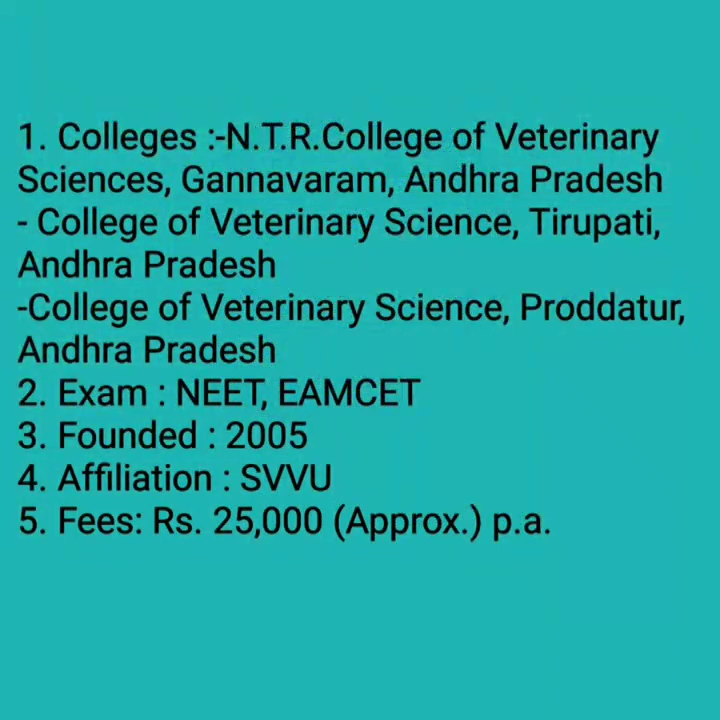 1. Colleges :-N.T.R.College of Veterinary
Sciences, Gannavaram, Andhra Pradesh
- College of Veterinary Science, Tirupati,
Andhra Pradesh
-College of Veterinary Science, Proddatur,
Andhra Pradesh
2. Exam : NEET, EAMCET
3. Founded : 2005
4. Affiliation : SVVU
5. Fees: Rs. 25,000 (Approx.) p.a.